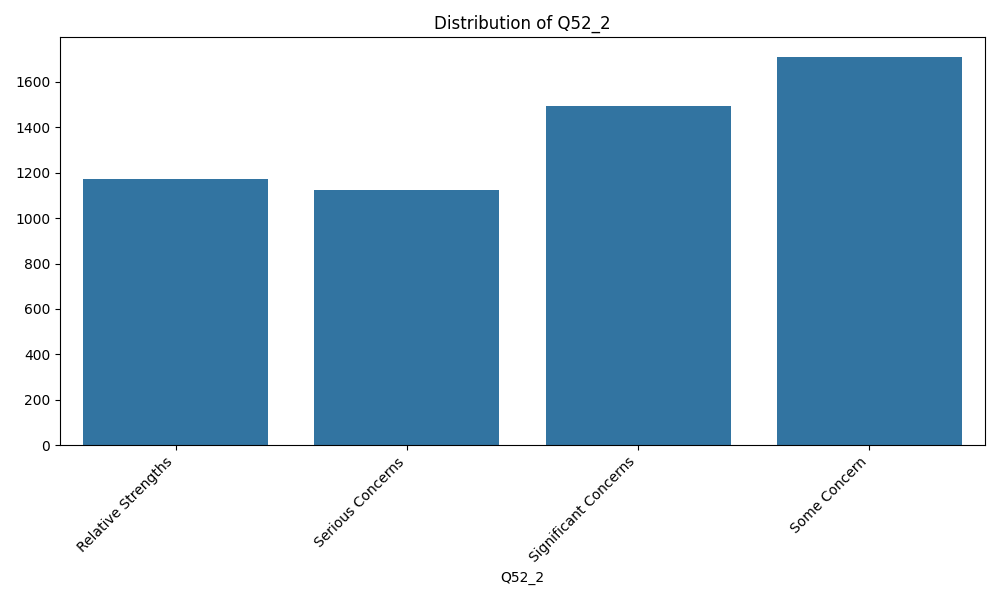 Distribution of Q52_2
1600
1400
1200
1000
800
600
400
200
0
Relative Strengths
Serious Concerns
Significant Concerns
Some Concern
Q52_2